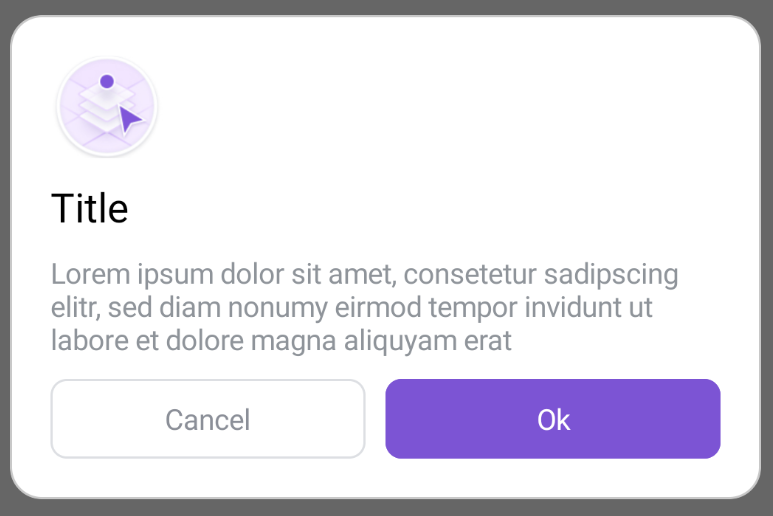 Title
Lorem ipsum dolor sit amet, consetetur sadipscing
elitr, sed diam nonumy eirmod tempor invidunt ut
labore et dolore magna aliquyam erat
Cancel
Ok